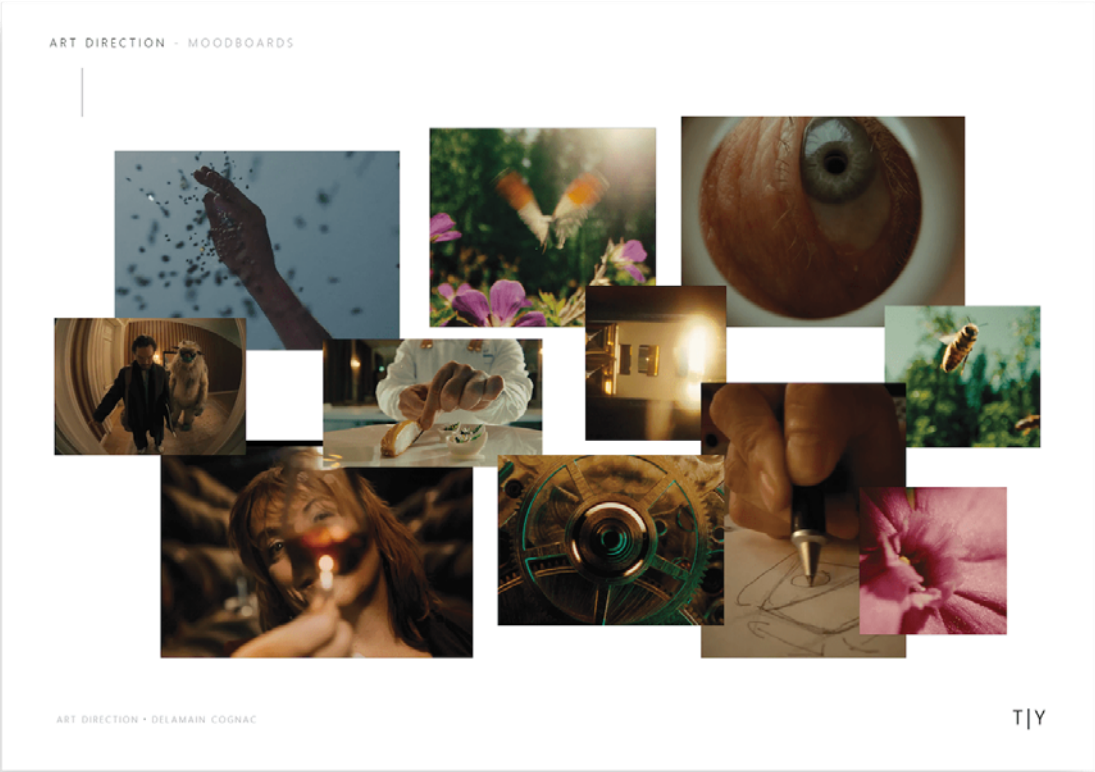 ART DIRECTION - MOODBOARDS
ART DIRECTION • DELAMAIN COGNAC
T|Y